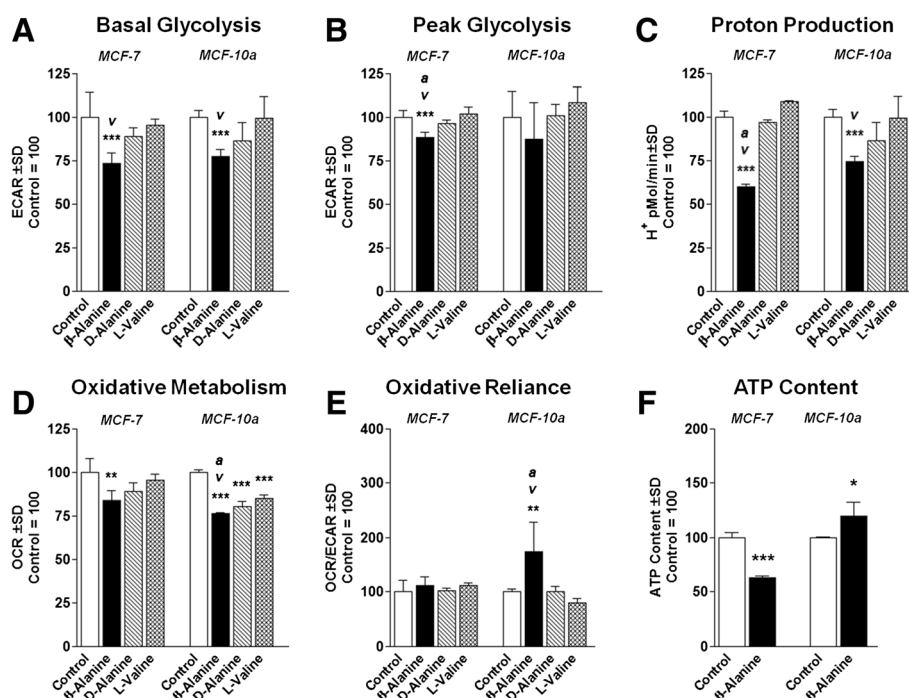 A Basal Glycolysis
MCF-7 MCF-10a
ECAR ±SD
Control = 100
125
100
75
50
25
0
v
***
v
***
Control
β-Alanine
D-Alanine
L-Valine
Control
β-Alanine
D-Alanine
L-Valine
B Peak Glycolysis
MCF-7 MCF-10a
ECAR ±SD
Control = 100
125
100
75
50
25
0
a
v
***
Control
β-Alanine
D-Alanine
L-Valine
Control
β-Alanine
D-Alanine
L-Valine
C Proton Production
MCF-7 MCF-10a
H+ pMol/min±SD
Control = 100
125
100
75
50
25
0
a
v
***
v
***
Control
β-Alanine
D-Alanine
L-Valine
Control
β-Alanine
D-Alanine
L-Valine
D Oxidative Metabolism
MCF-7 MCF-10a
OCR ±SD
Control = 100
125
100
75
50
25
0
**
a
v
***
***
***
Control
β-Alanine
D-Alanine
L-Valine
Control
β-Alanine
D-Alanine
L-Valine
E Oxidative Reliance
MCF-7 MCF-10a
OCR/ECAR ±SD
Control = 100
400
300
200
100
0
a
v
**
Control
β-Alanine
D-Alanine
L-Valine
Control
β-Alanine
D-Alanine
L-Valine
F ATP Content
MCF-7 MCF-10a
ATP Content ±SD
Control = 100
200
150
100
50
0
***
*
Control
β-Alanine
Control
β-Alanine